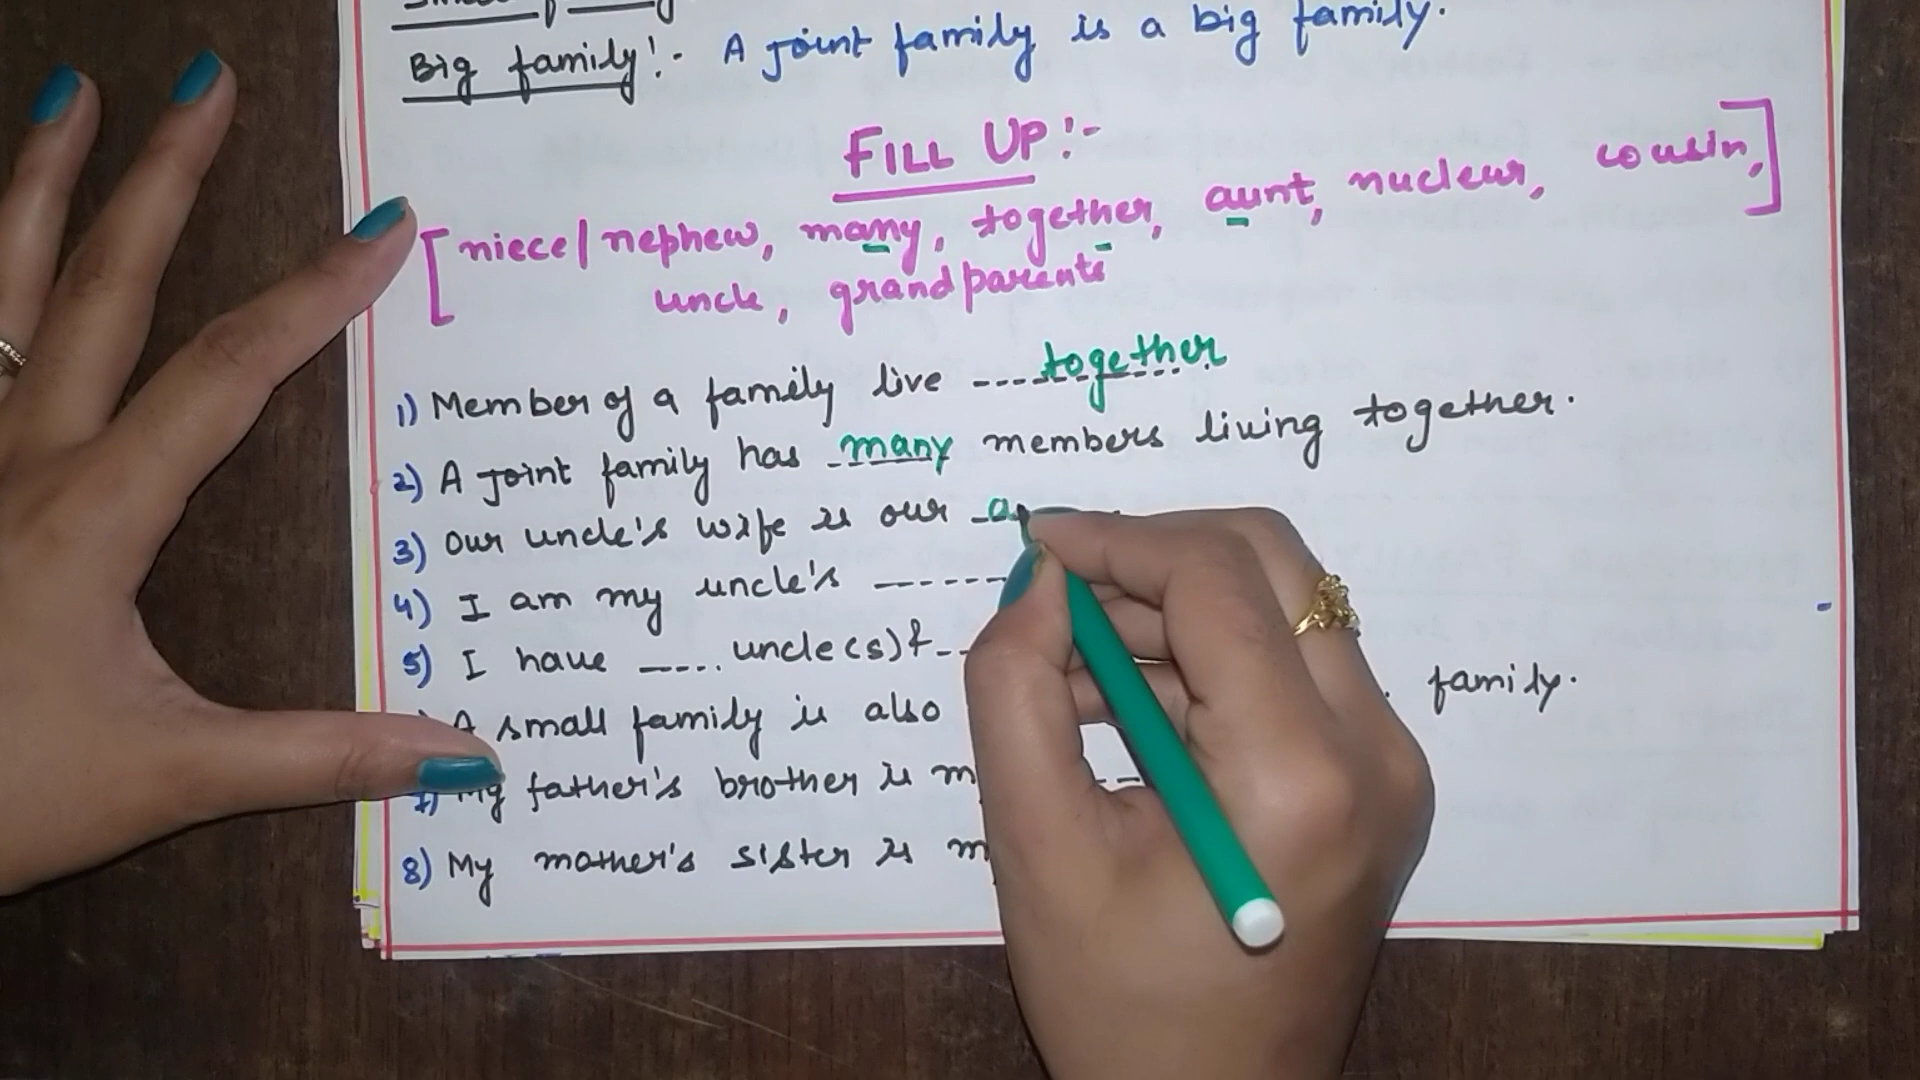 Big family:- A joint family is a big family.
FILL UP:-
[niece/nephew, many, together, aunt, nuclear, cousin,]
uncle, grandparents
1) Member of a family live ---------- together
2) A joint family has many members living together.
3) Our uncle's wife is our
4) I am my uncle's ------
5) I have ----- uncle(s) & --
A small family is also family.
7) My father's brother is --
8) My mother's sister is